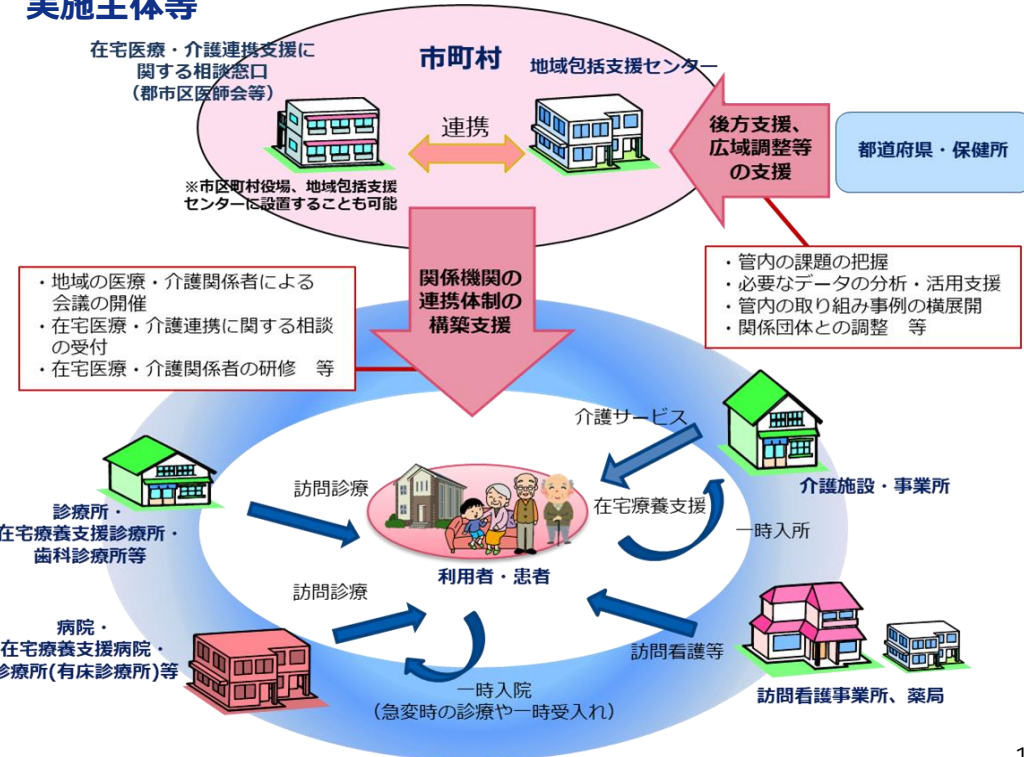 実施主体等
在宅医療・介護連携支援に
関する相談窓口
（郡市区医師会等）
市町村
地域包括支援センター
連携
※市区町村役場、地域包括支援
センターに設置することも可能
後方支援、
広域調整等
の支援
都道府県・保健所
・管内の課題の把握
・必要なデータの分析・活用支援
・管内の取り組み事例の横展開
・関係団体との調整　等
関係機関の
連携体制の
構築支援
・地域の医療・介護関係者による
会議の開催
・在宅医療・介護連携に関する相談
の受付
・在宅医療・介護関係者の研修　等
介護サービス
介護施設・事業所
訪問診療
在宅療養支援
一時入所
診療所・
在宅療養支援診療所・
歯科診療所等
利用者・患者
訪問診療
病院・
在宅療養支援病院・
診療所(有床診療所)等
訪問看護等
一時入院
（急変時の診療や一時受入れ）
訪問看護事業所、薬局
1